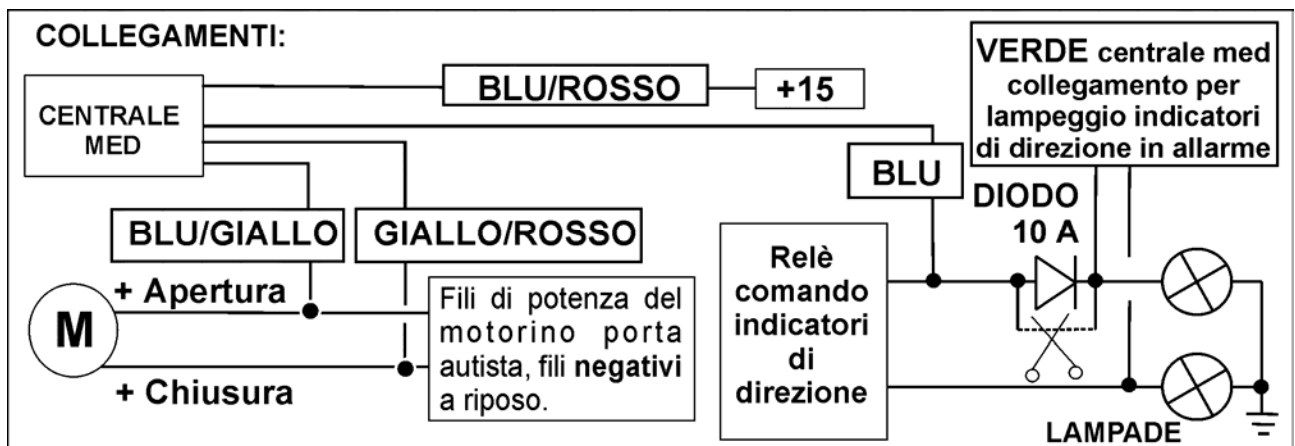 COLLEGAMENTI:
CENTRALE
MED
BLU/ROSSO
+15
VERDE centrale med
collegamento per
lampeggio indicatori
di direzione in allarme
BLU
DIODO
10 A
BLU/GIALLO
GIALLO/ROSSO
+ Apertura
M
+ Chiusura
Fili di potenza del
motorino porta
autista, fili negativi
a riposo.
Relè
comando
indicatori
di
direzione
LAMPADE